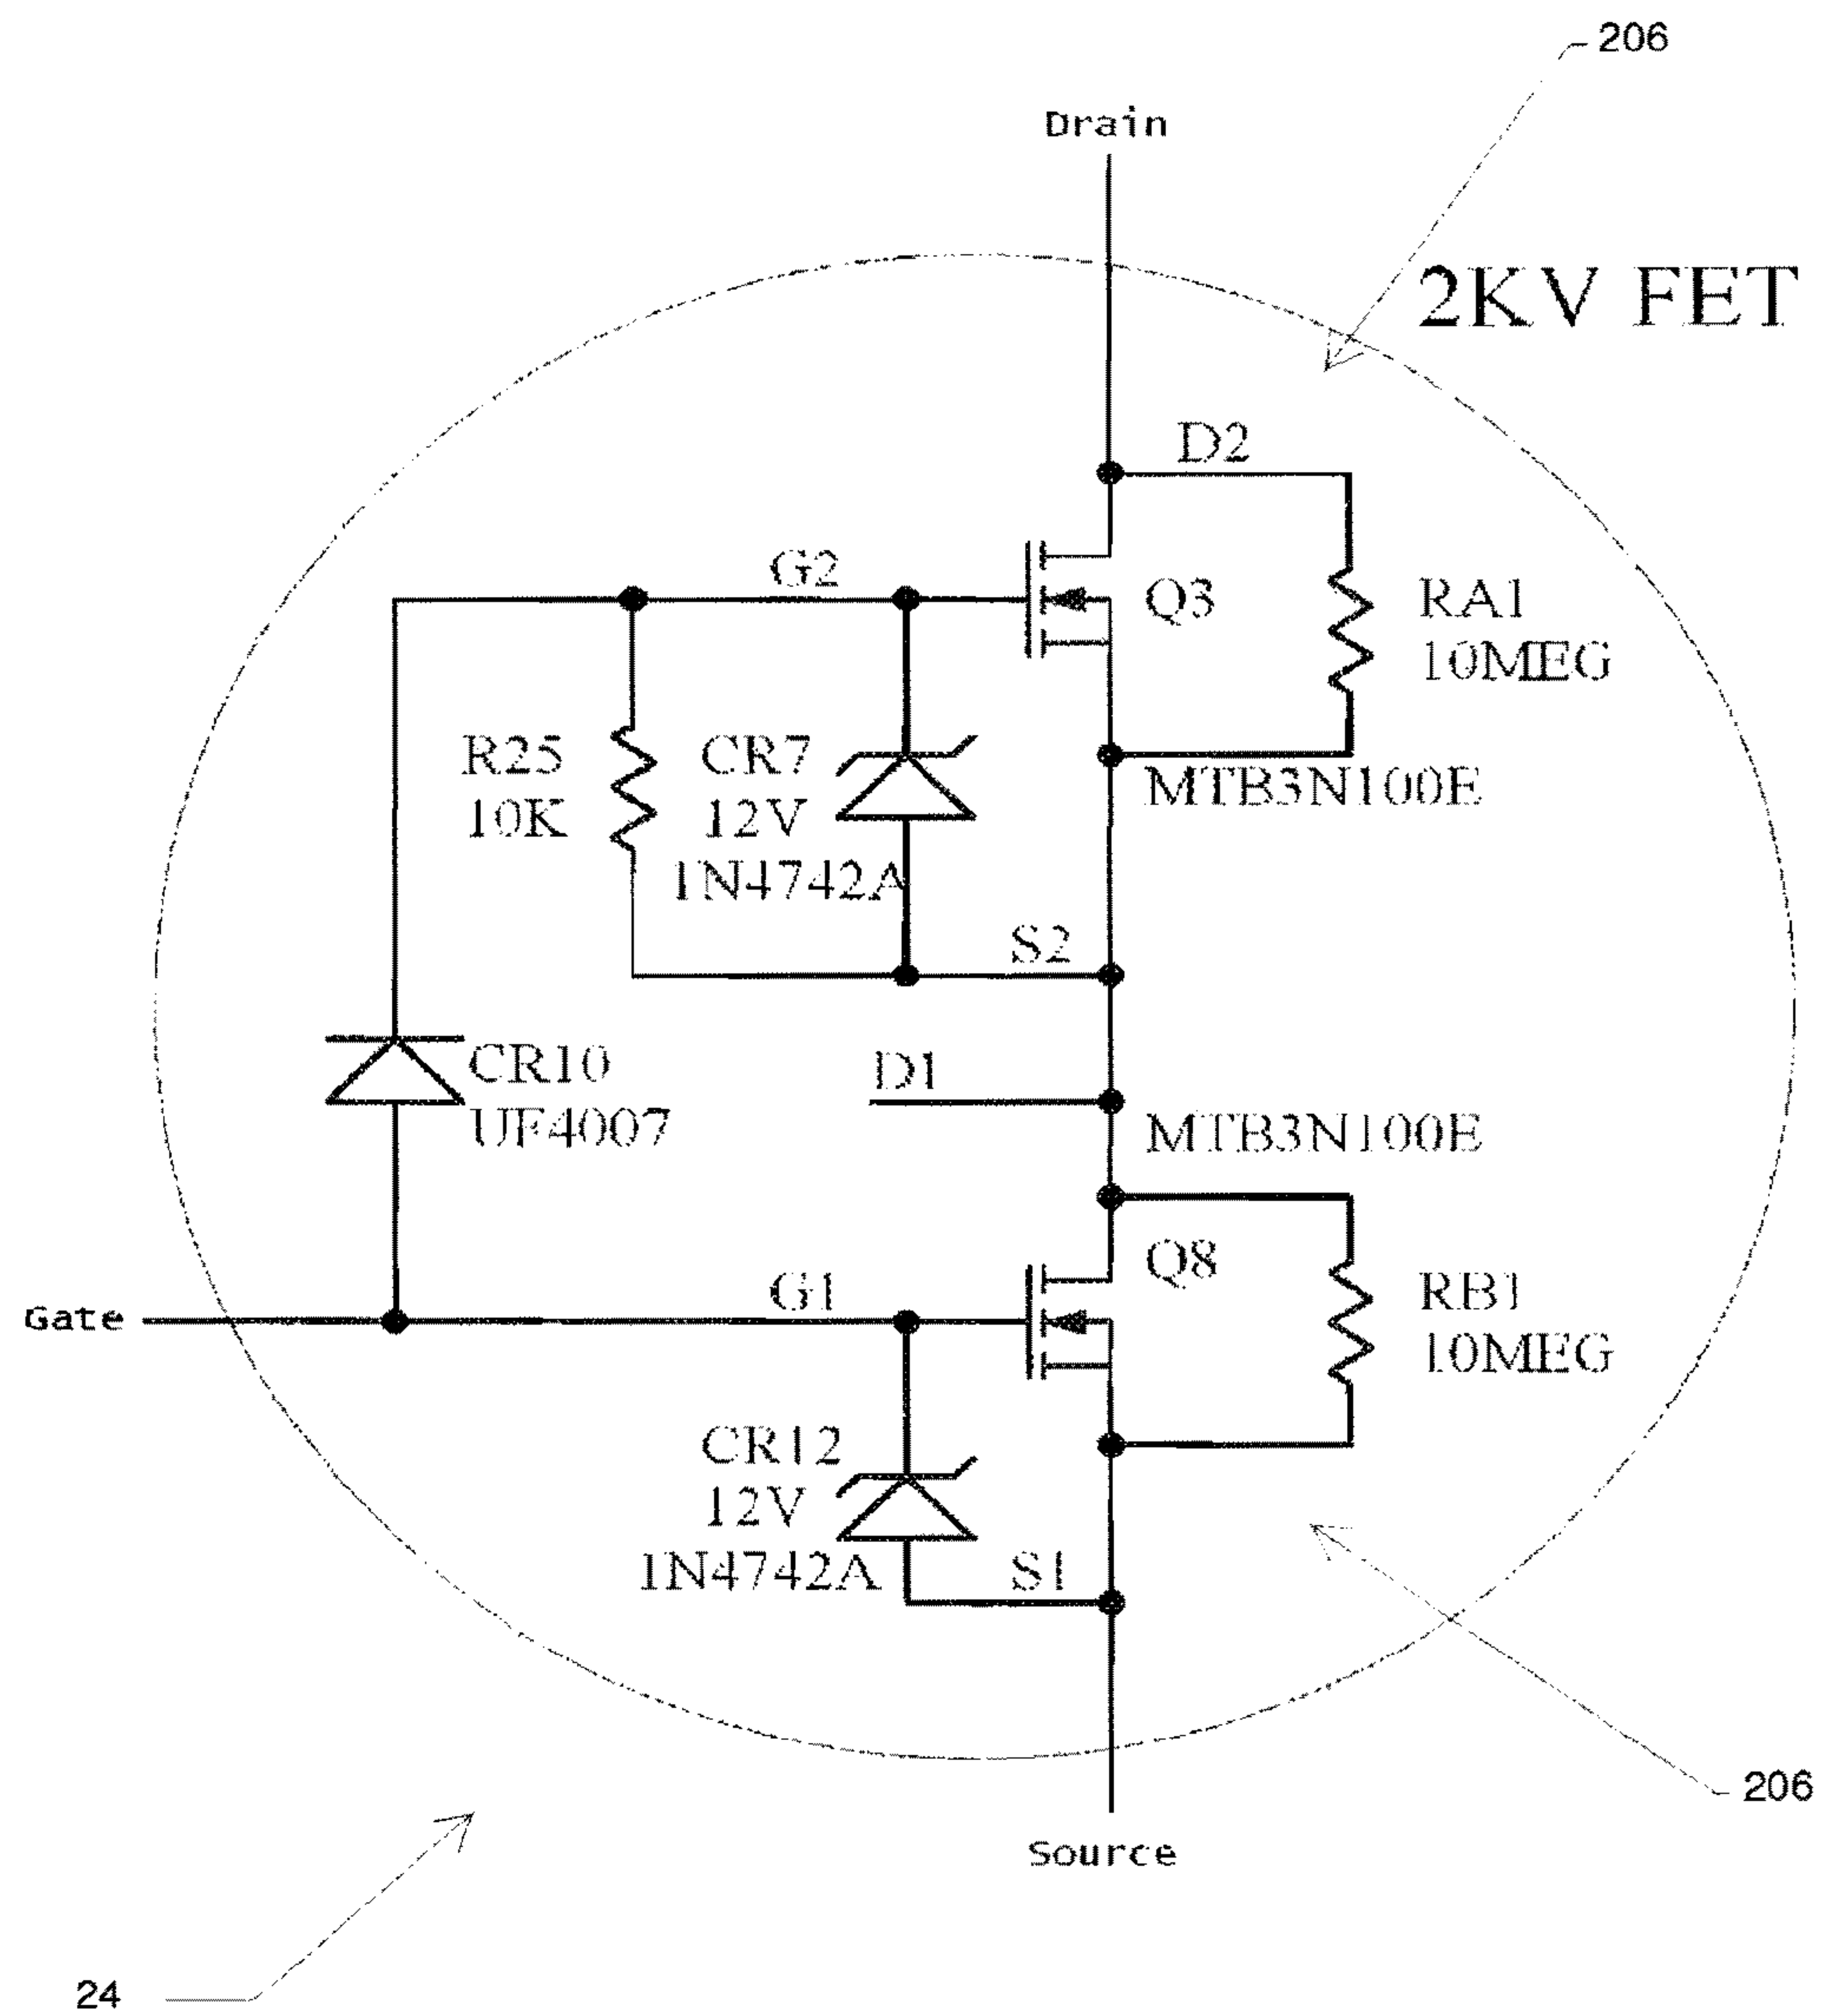 206
Drain
2KV FET
D2
G2
Q3
RA1
10MEG
R25
10K
CR7
12V
1N4742A
MTB3N100E
S2
CR10
UF4007
D1
MTB3N100E
Q8
G1
Gate
RB1
10MEG
CR12
12V
1N4742A
S1
206
Source
24